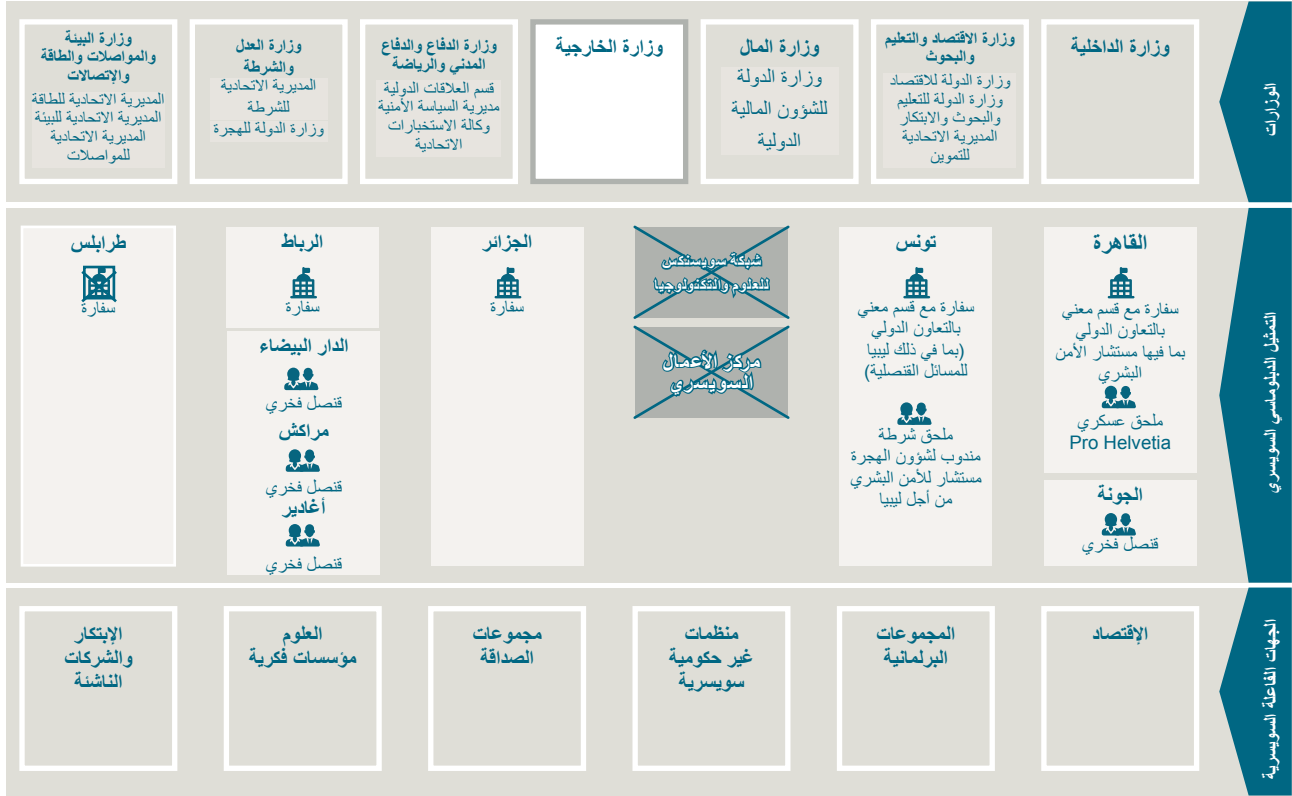 الوزارات
وزارة الداخلية
وزارة الاقتصاد والتعليم
والبحوث
وزارة الدولة للاقتصاد
وزارة الدولة للتعليم
والبحوث والابتكار
المديرية الاتحادية
للتموين
وزارة المال
وزارة الدولة
للشؤون المالية
الدولية
وزارة الخارجية
وزارة الدفاع والدفاع
المدني والرياضة
قسم العلاقات الدولية
مديرية السياسة الأمنية
وكالة الاستخبارات
الاتحادية
وزارة العدل
والشرطة
المديرية الاتحادية
للشرطة
وزارة الدولة للهجرة
وزارة البيئة
والمواصلات والطاقة
والإتصالات
المديرية الاتحادية للطاقة
المديرية الاتحادية للبيئة
المديرية الاتحادية
للمواصلات
التمثيل الدبلوماسي السويسري
القاهرة
سفارة مع قسم معني
بالتعاون الدولي
بما فيها مستشار الأمن
البشري
ملحق عسكري
Pro Helvetia
الجونة
قنصل فخري
تونس
سفارة مع قسم معني
بالتعاون الدولي
(بما في ذلك ليبيا
للمسائل القنصلية)
ملحق شرطة
مندوب لشؤون الهجرة
مستشار للأمن البشري
من أجل ليبيا
شبكة سويسنكس
للعلوم والتكنولوجيا
مركز الأعمال
السويسري
الجزائر
سفارة
الرباط
سفارة
الدار البيضاء
قنصل فخري
مراكش
قنصل فخري
أغادير
قنصل فخري
طرابلس
سفارة
الجهات الفاعلة السويسرية
الإقتصاد
المجموعات
البرلمانية
منظمات
غير حكومية
سويسرية
مجموعات
الصداقة
العلوم
مؤسسات فكرية
الإبتكار
والشركات
الناشئة